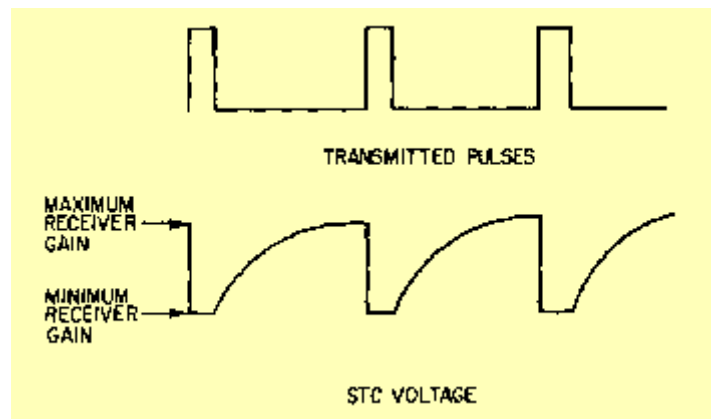 TRANSMITTED PULSES
MAXIMUM
RECEIVER
GAIN
MINIMUM
RECEIVER
GAIN
STC VOLTAGE